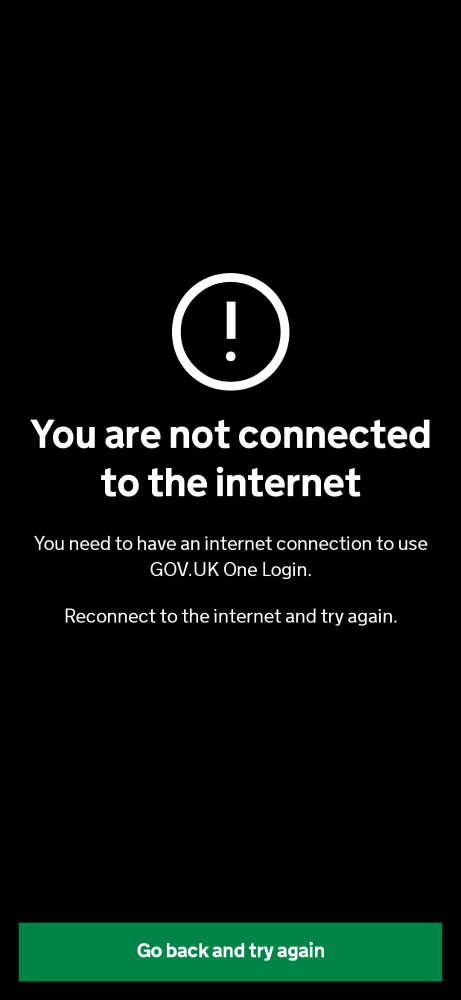 You are not connected
to the internet
You need to have an internet connection to use
GOV.UK One Login.
Reconnect to the internet and try again.
Go back and try again